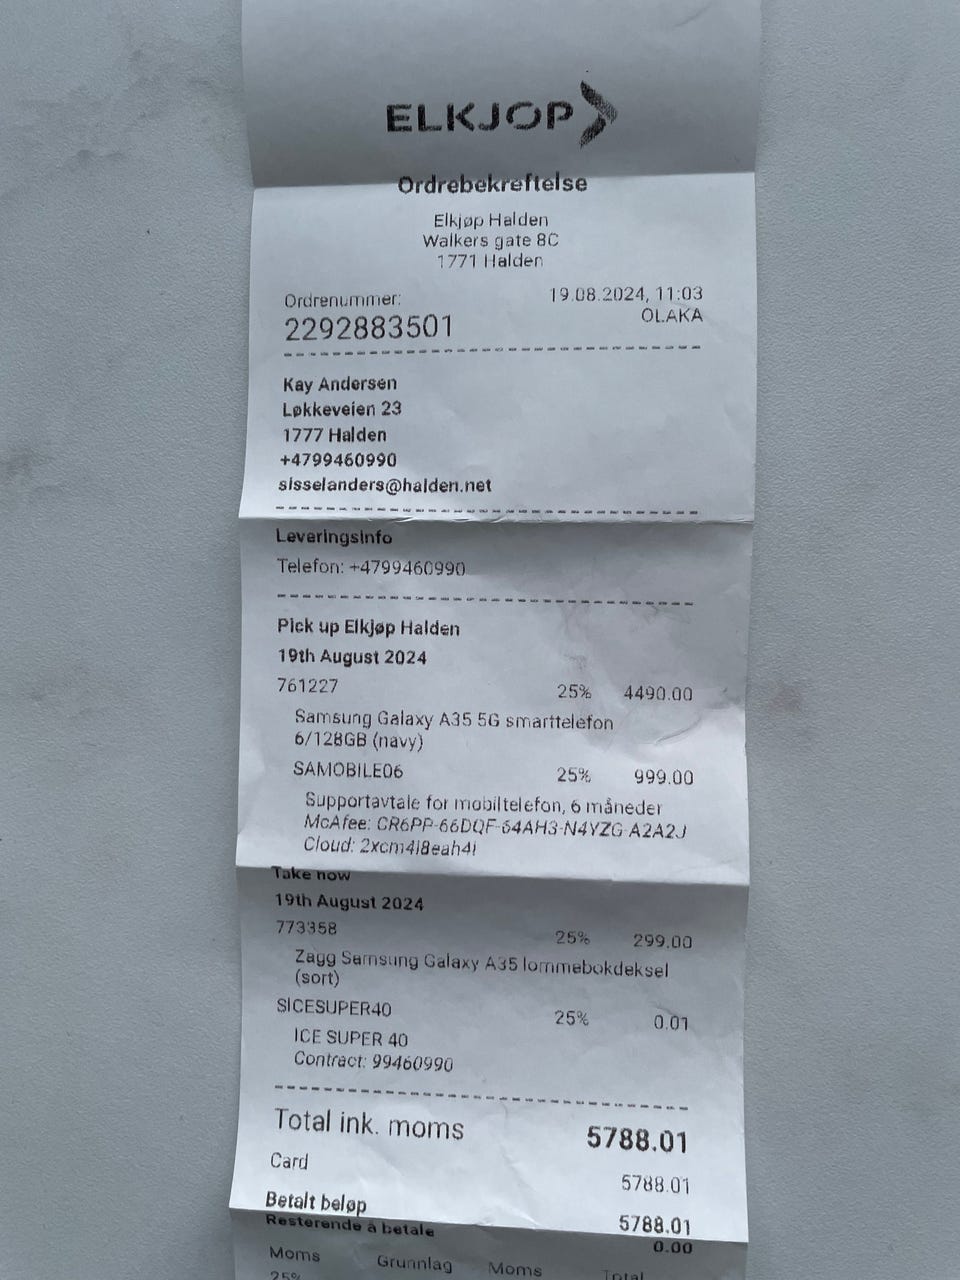 ELKJØP
Ordrebekreftelse
Elkjøp Halden
Walkers gate 8C
1771 Halden
Ordrenummer:
19.08.2024, 11:03
2292883501
OLAKA
Kay Andersen
Løkkeveien 23
1777 Halden
+4799460990
sisselanders@halden.net
Leveringsinfo
Telefon: +4799460990
Pick up Elkjøp Halden
19th August 2024
761227 25% 4490.00
Samsung Galaxy A35 5G smarttelefon
6/128GB (navy)
SAMOBILE06 25% 999.00
Supportavtale for mobiltelefon, 6 måneder
McAfee: CR6PP-66DQF-54AH3-N4YZG-A2A2J
Cloud:
Take now
19th August 2024
773358 25% 299.00
Zagg Samsung Galaxy A35 lommebokdeksel
(sort)
SICESUPER40 25% 0.01
ICE SUPER 40
Contract: 99460990
Total ink. moms 5788.01
Card 5788.01
Betalt beløp 5788.01
Resterende å betale 0.00
Moms Grunnlag Moms Total
25%